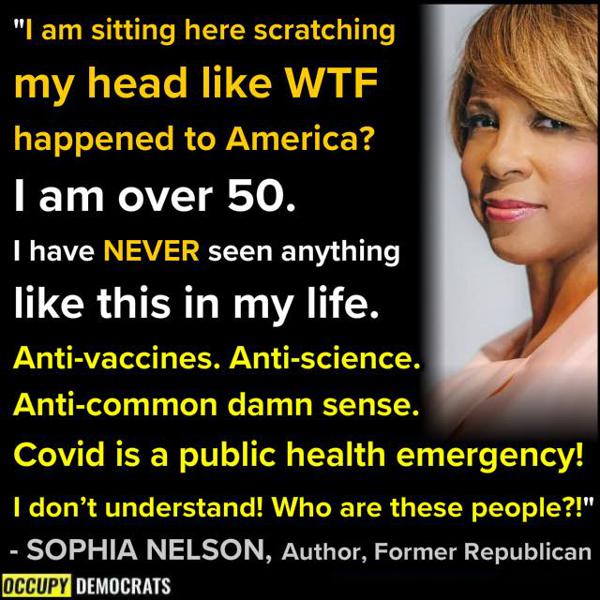 "I am sitting here scratching
my head like WTF
happened to America?
I am over 50.
I have NEVER seen anything
like this in my life.
Anti-vaccines. Anti-science.
Anti-common damn sense.
Covid is a public health emergency!
I don’t understand! Who are these people?!"
- SOPHIA NELSON, Author, Former Republican
OCCUPY DEMOCRATS